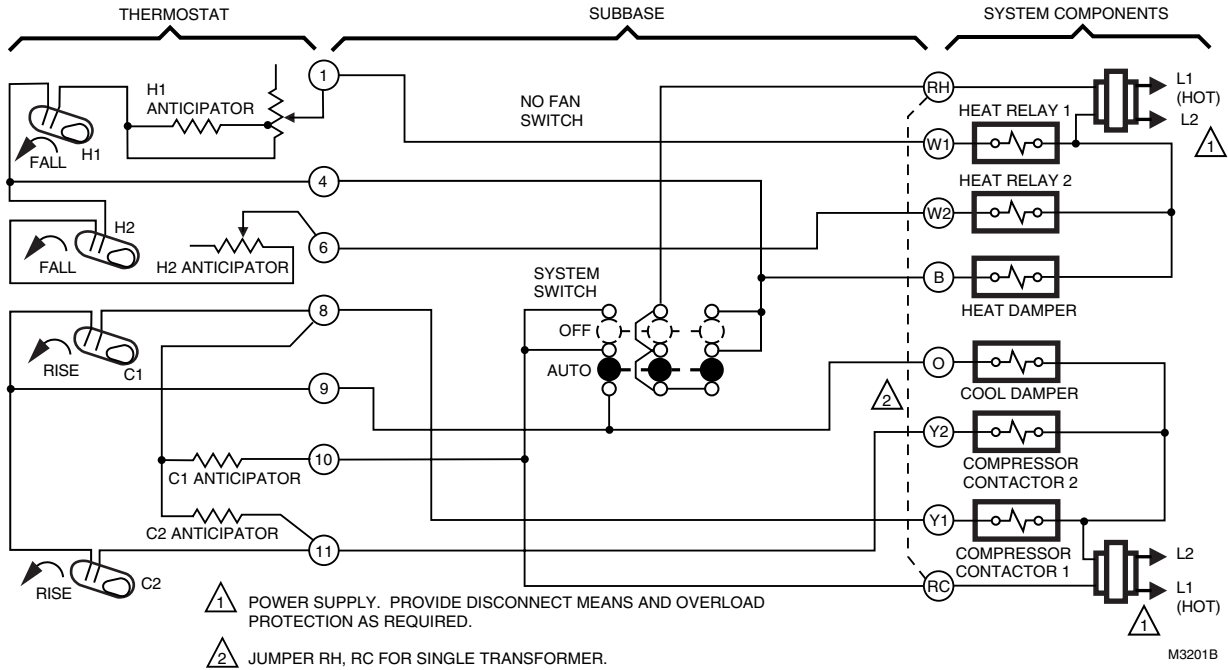 THERMOSTAT
SUBBASE
SYSTEM COMPONENTS
H1
ANTICIPATOR
1
NO FAN
SWITCH
RH
L1
(HOT)
L2
1
HEAT RELAY 1
H1
FALL
W1
4
HEAT RELAY 2
H2
W2
FALL
H2 ANTICIPATOR
6
SYSTEM
SWITCH
B
HEAT DAMPER
8
OFF
RISE
C1
AUTO
O
COOL DAMPER
9
2
Y2
10
C1 ANTICIPATOR
COMPRESSOR
CONTACTOR 2
C2 ANTICIPATOR
Y1
11
COMPRESSOR
CONTACTOR 1
L2
RISE
C2
RC
L1
(HOT)
1
1 POWER SUPPLY. PROVIDE DISCONNECT MEANS AND OVERLOAD
PROTECTION AS REQUIRED.
2 JUMPER RH, RC FOR SINGLE TRANSFORMER.
M3201B